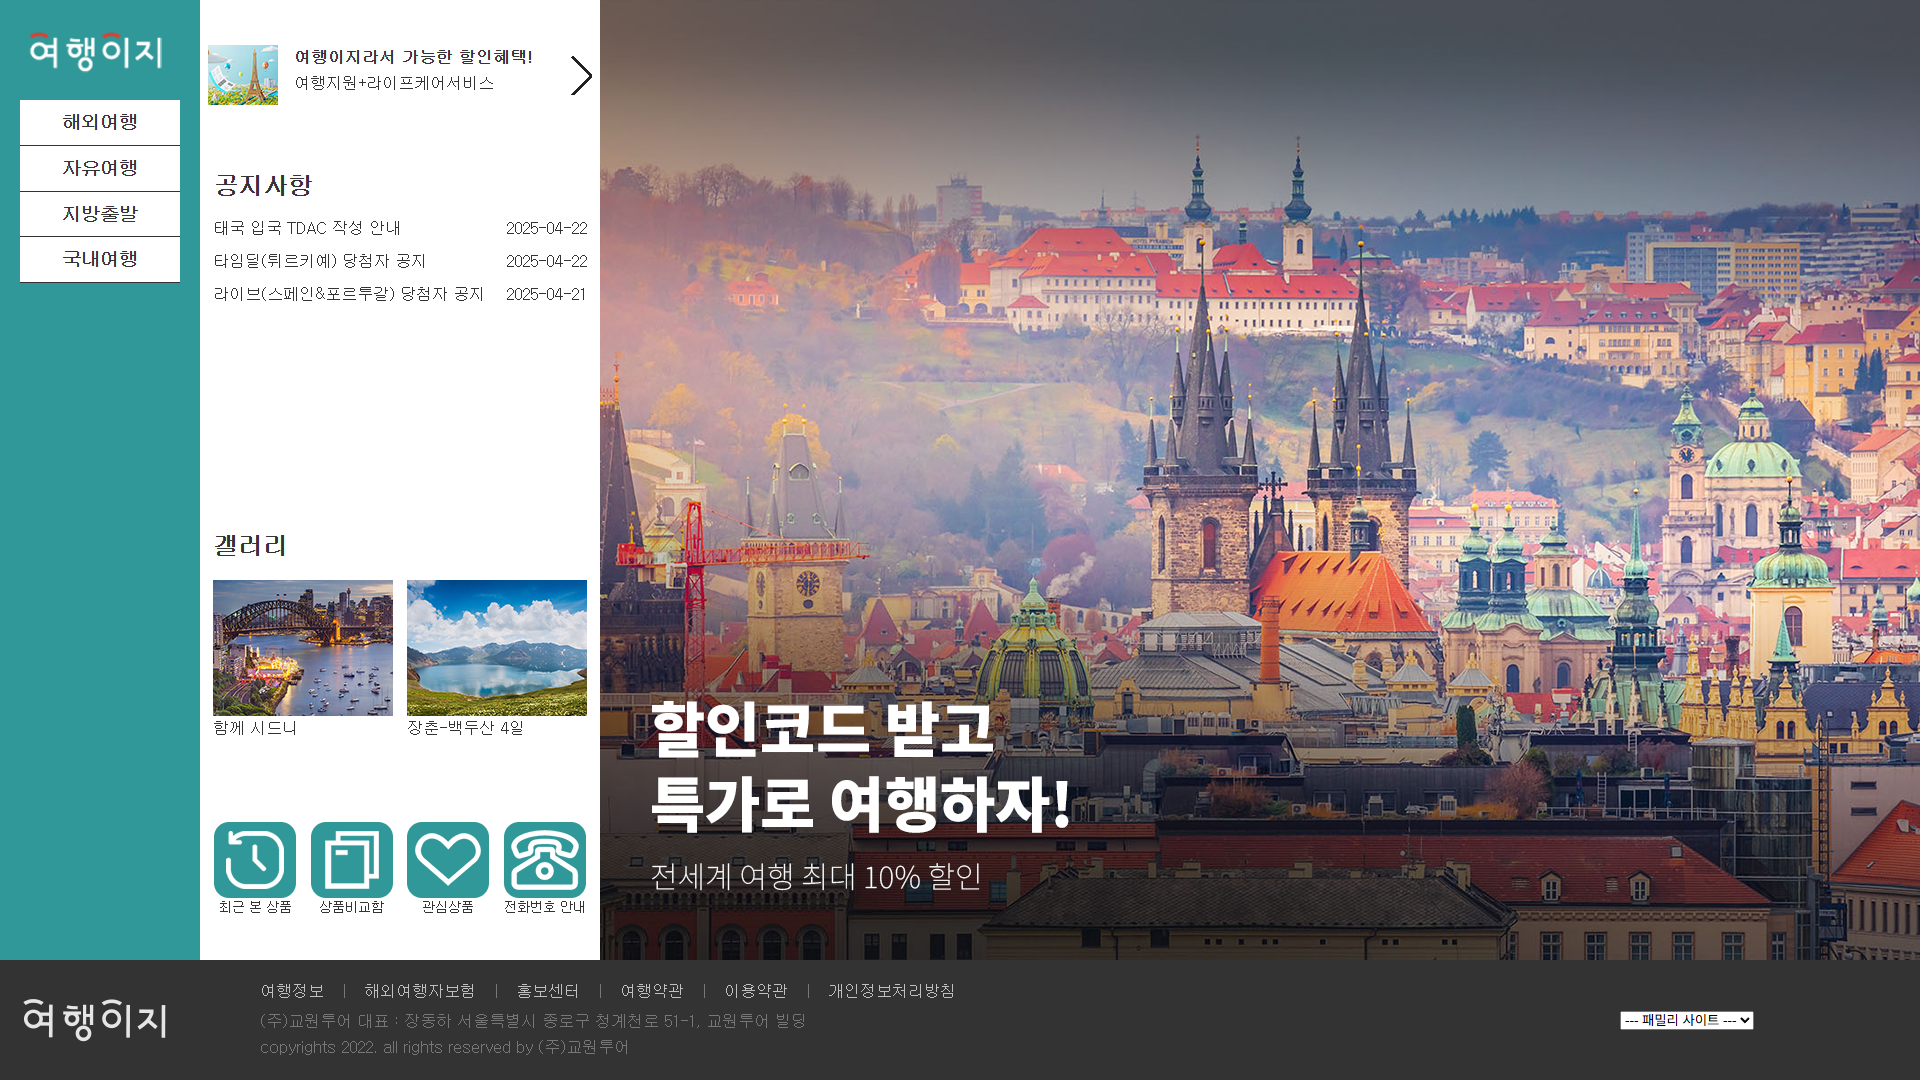 여행이지
해외여행
자유여행
지방출발
국내여행
여행이지라서 가능한 할인혜택!
여행지원+라이프케어서비스
공지사항
태국 입국 TDAC 작성 안내 2025-04-22
타임딜(튀르키예) 당첨자 공지 2025-04-22
라이브(스페인&포르투갈) 당첨자 공지 2025-04-21
갤러리
함께 시드니
장춘-백두산 4일
최근 본 상품
상품비교함
관심상품
전화번호 안내
할인코드 받고
특가로 여행하자!
전세계 여행 최대 10% 할인
여행이지
여행정보 | 해외여행자보험 | 홍보센터 | 여행약관 | 이용약관 | 개인정보처리방침
(주)교원투어 대표 : 장동하 서울특별시 종로구 청계천로 51-1, 교원투어 빌딩
copyrights 2022. all rights reserved by (주)교원투어
--- 패밀리 사이트 ---